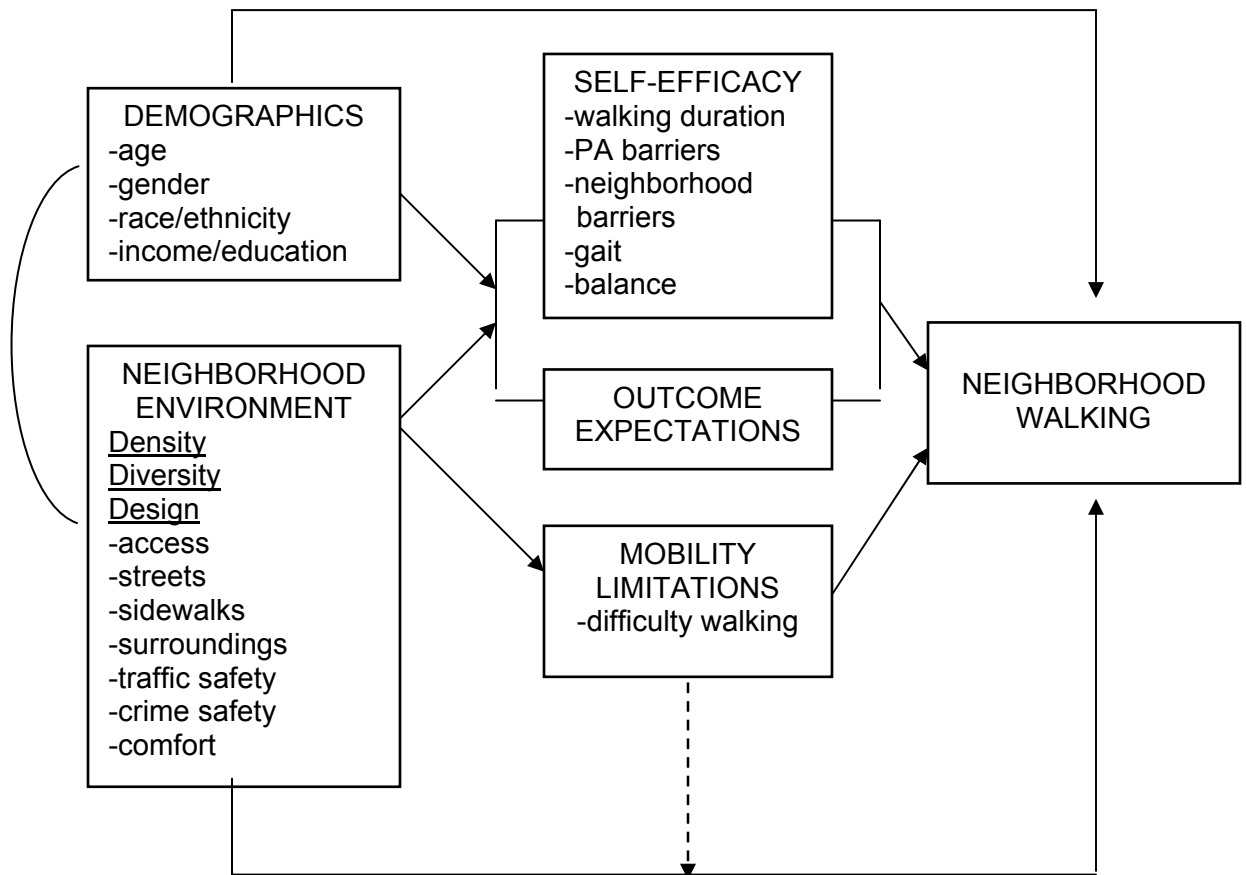 DEMOGRAPHICS
-age
-gender
-race/ethnicity
-income/education
NEIGHBORHOOD
ENVIRONMENT
Density
Diversity
Design
-access
-streets
-sidewalks
-surroundings
-traffic safety
-crime safety
-comfort
SELF-EFFICACY
-walking duration
-PA barriers
-neighborhood
barriers
-gait
-balance
OUTCOME
EXPECTATIONS
MOBILITY
LIMITATIONS
-difficulty walking
NEIGHBORHOOD
WALKING